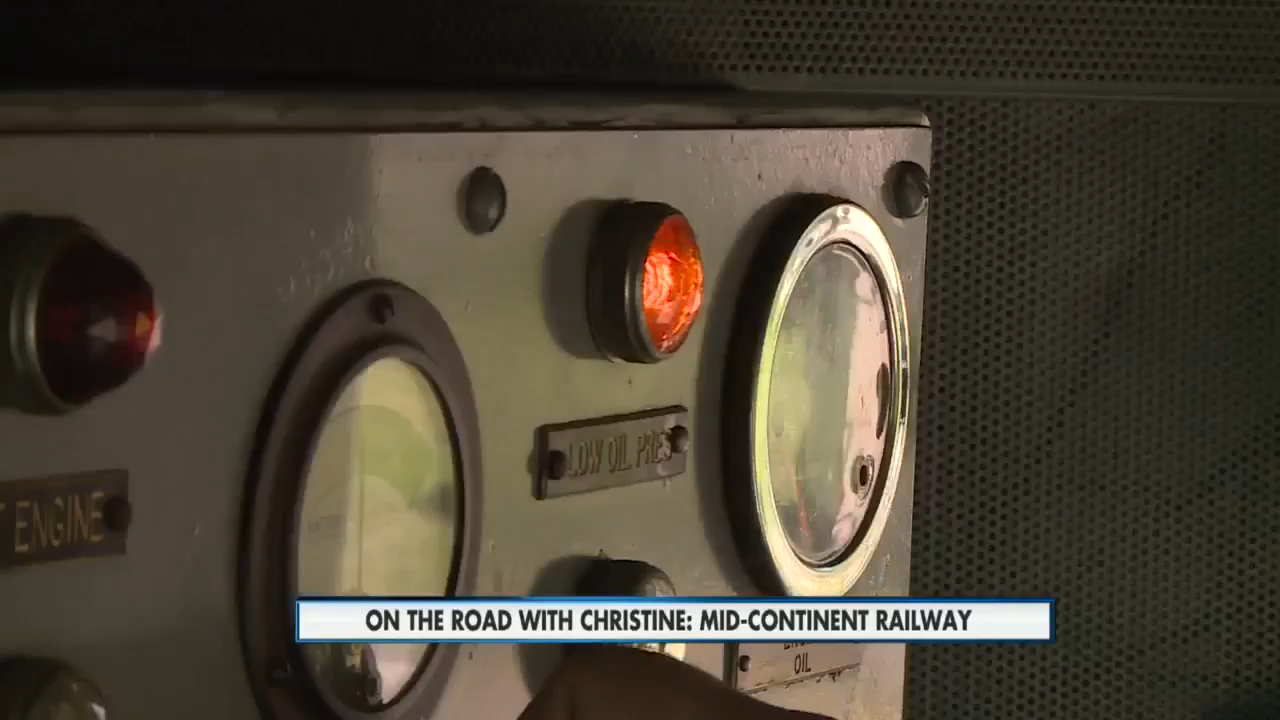 LOW OIL PRES
T ENGINE
ON THE ROAD WITH CHRISTINE: MID-CONTINENT RAILWAY
OIL